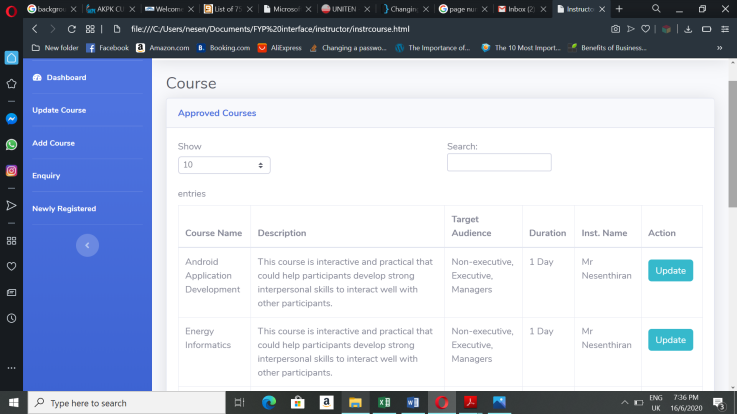 backgrou
AKPK CU
Welcome
List of 75
Microsof
UNITEN
Changing
page nu
Inbox (2)
Instructo
file:///C:/Users/nesen/Documents/FYP%20interface/instructor/instrcourse.html
New folder
Facebook
Amazon.com
Booking.com
AliExpress
Changing a passwo...
The Importance of...
The 10 Most Import...
Benefits of Business...
Dashboard
Update Course
Add Course
Enquiry
Newly Registered
Course
Approved Courses
Show
10
Search:
entries
Course Name
Description
Target
Audience
Duration
Inst. Name
Action
Android
Application
Development
This course is interactive and practical that
could help participants develop strong
interpersonal skills to interact well with
other participants.
Non-executive,
Executive,
Managers
1 Day
Mr
Nesenthiran
Update
Energy
Informatics
This course is interactive and practical that
could help participants develop strong
interpersonal skills to interact well with
other participants.
Non-executive,
Executive,
Managers
1 Day
Mr
Nesenthiran
Update
Type here to search
ENG
UK
7:36 PM
16/6/2020
3